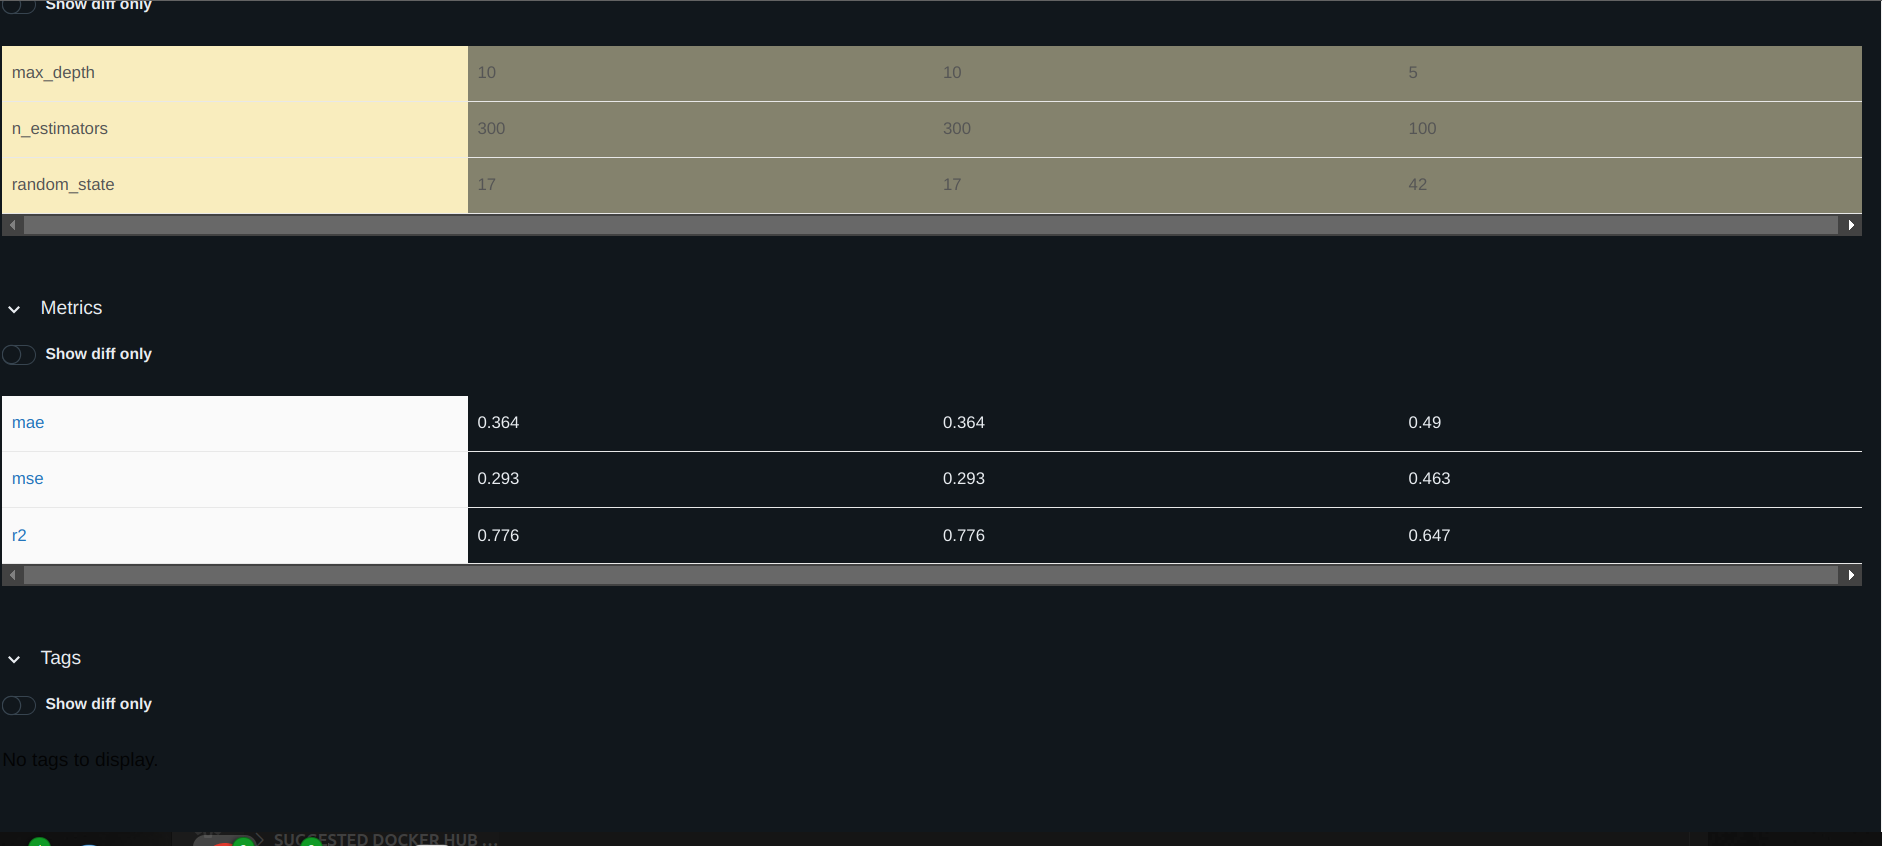 Show diff only
max_depth 10 10 5
n_estimators 300 300 100
random_state 17 17 42
Metrics
Show diff only
mae 0.364 0.364 0.49
mse 0.293 0.293 0.463
r2 0.776 0.776 0.647
Tags
Show diff only
No tags to display.
SUGGESTED DOCKER HUB ...